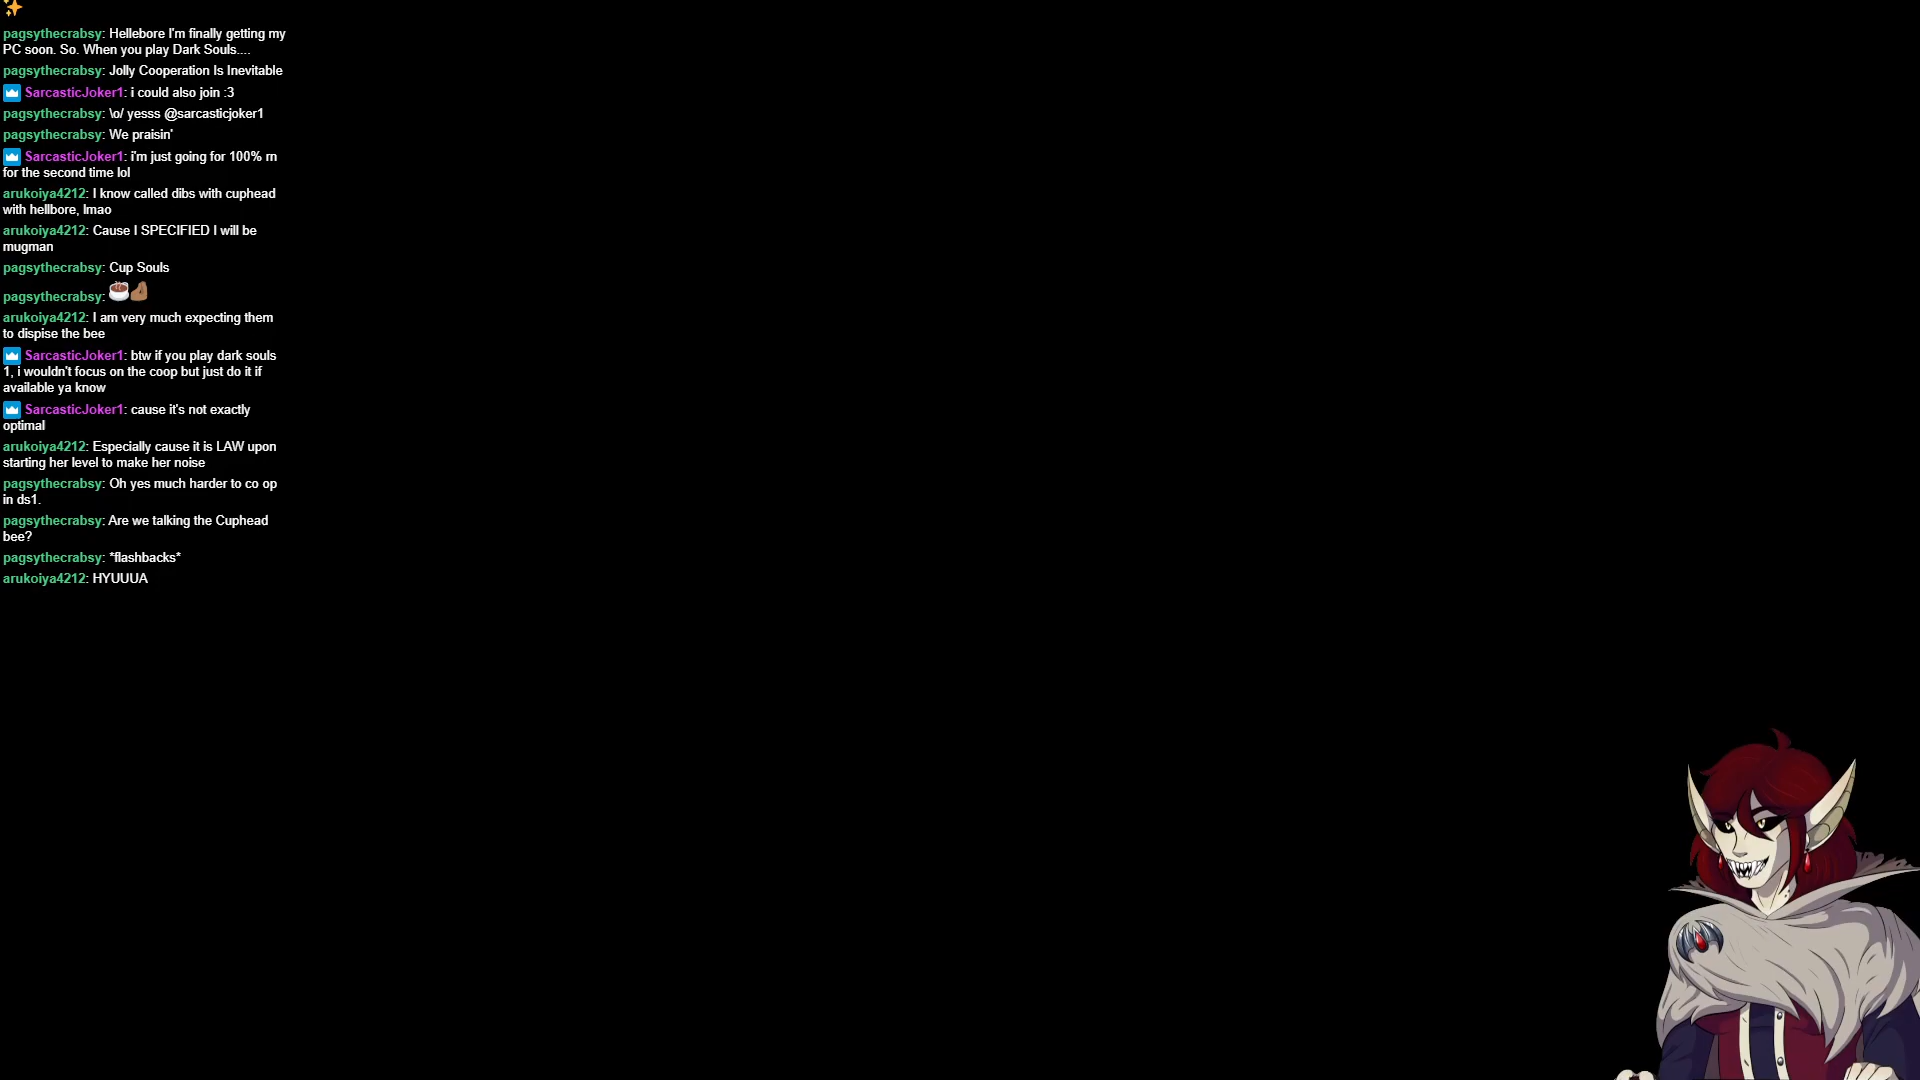 pagsythecrabsy: Hellebore I'm finally getting my
PC soon. So. When you play Dark Souls....
pagsythecrabsy: Jolly Cooperation Is Inevitable
SarcasticJoker1: i could also join :3
pagsythecrabsy: \o/ yesss @sarcasticjoker1
pagsythecrabsy: We praisin'
SarcasticJoker1: i'm just going for 100% rn
for the second time lol
arukoiya4212: I know called dibs with cuphead
with hellbore, lmao
arukoiya4212: Cause I SPECIFIED I will be
mugman
pagsythecrabsy: Cup Souls
pagsythecrabsy: ☕🤌🏽
arukoiya4212: I am very much expecting them
to dispise the bee
SarcasticJoker1: btw if you play dark souls
1, i wouldn't focus on the coop but just do it if
available ya know
SarcasticJoker1: cause it's not exactly
optimal
arukoiya4212: Especially cause it is LAW upon
starting her level to make her noise
pagsythecrabsy: Oh yes much harder to co op
in ds1.
pagsythecrabsy: Are we talking the Cuphead
bee?
pagsythecrabsy: *flashbacks*
arukoiya4212: HYUUUA